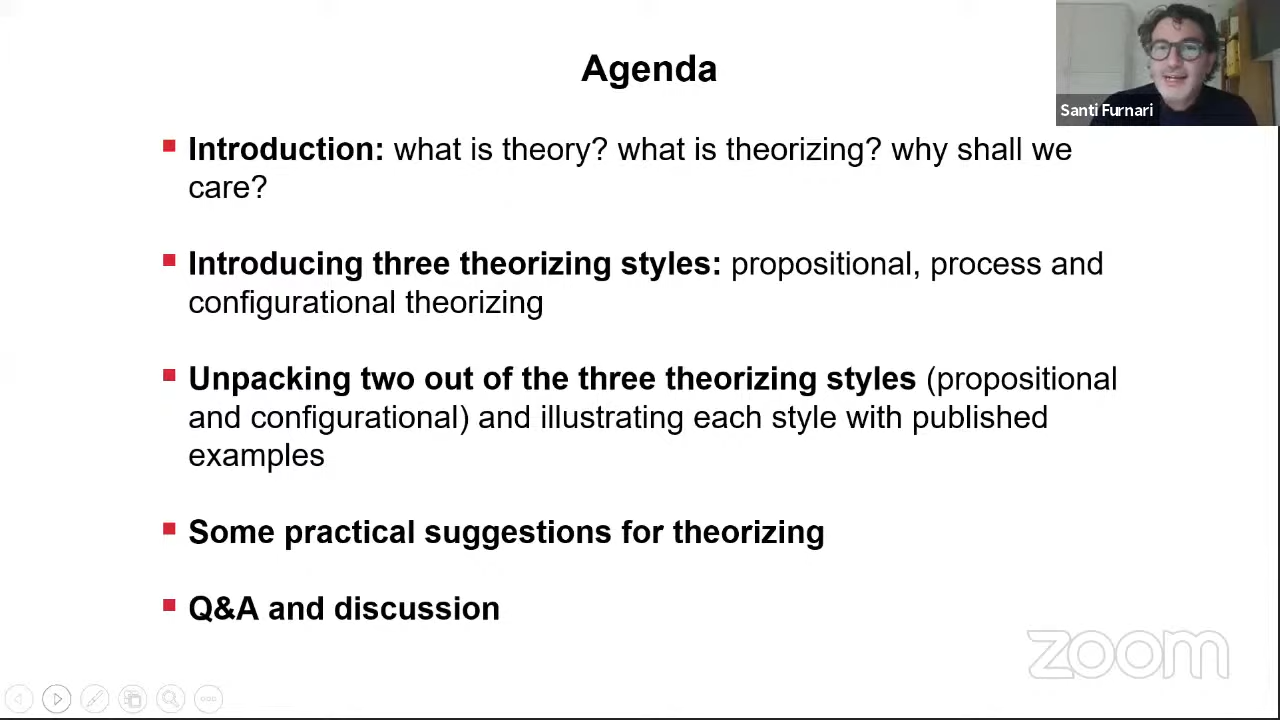 Agenda
Santi Furnari
Introduction: what is theory? what is theorizing? why shall we
care?
Introducing three theorizing styles: propositional, process and
configurational theorizing
Unpacking two out of the three theorizing styles (propositional
and configurational) and illustrating each style with published
examples
Some practical suggestions for theorizing
Q&A and discussion
zoom